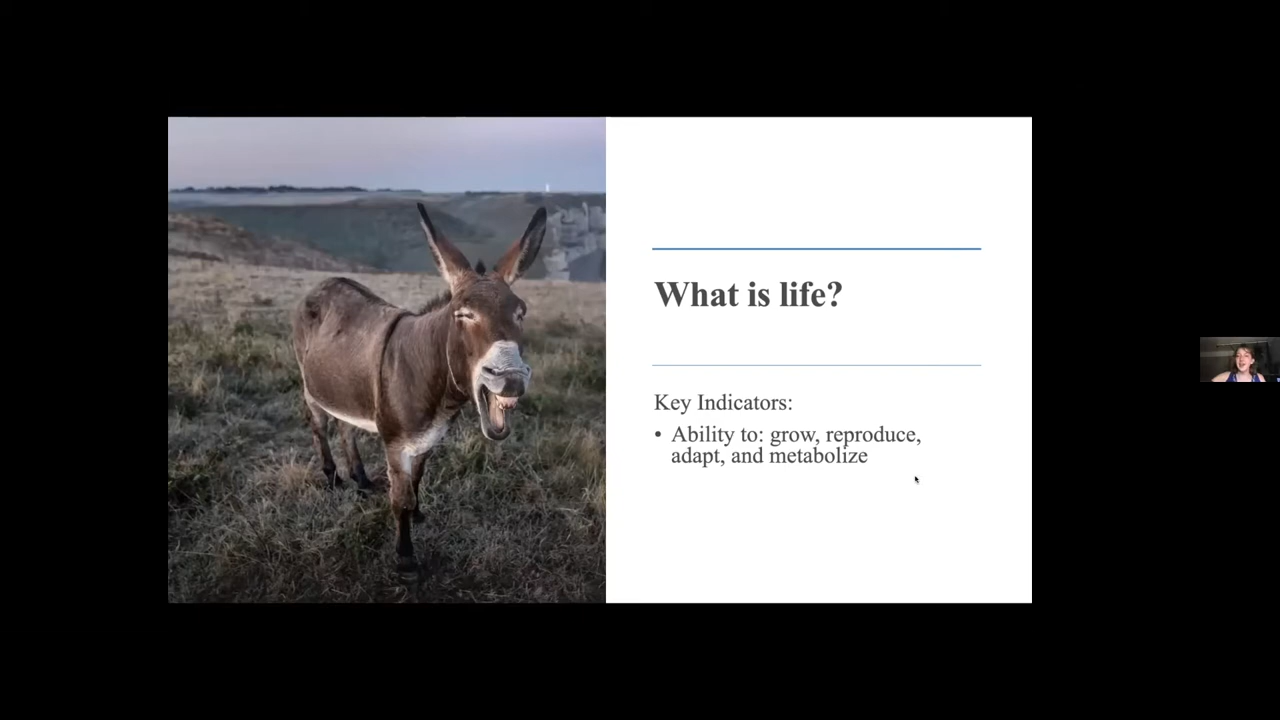 What is life?
Key Indicators:
• Ability to: grow, reproduce,
adapt, and metabolize